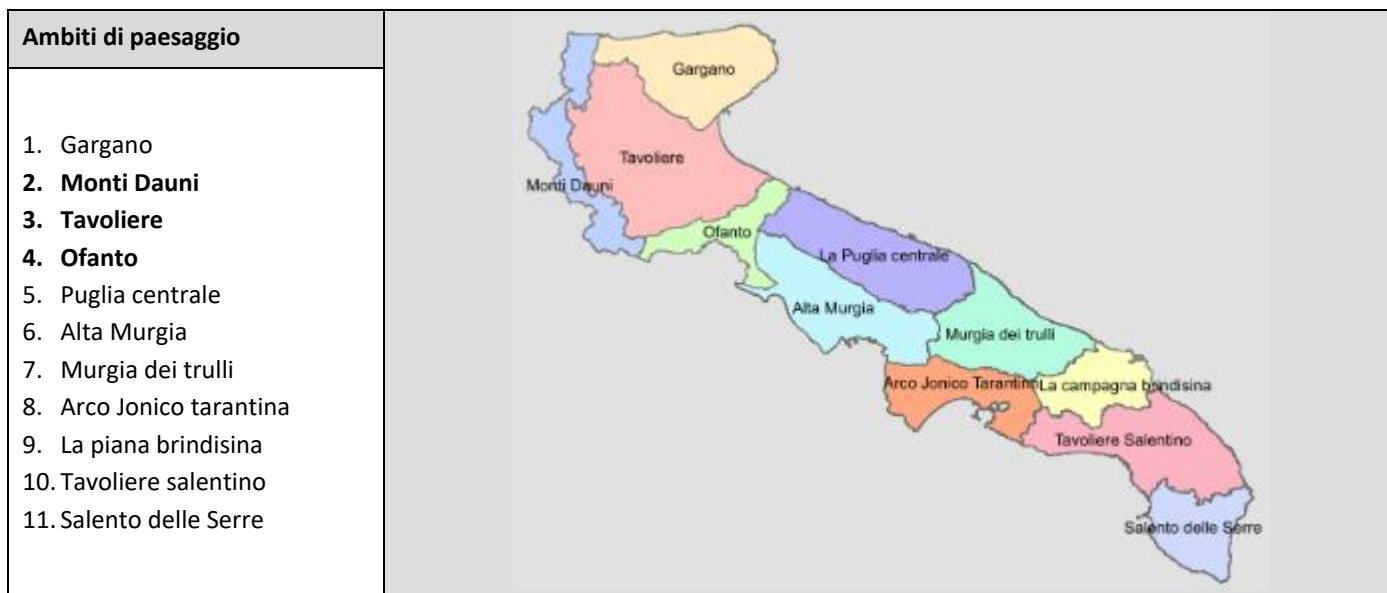 Ambiti di paesaggio
1. Gargano
2. Monti Dauni
3. Tavoliere
4. Ofanto
5. Puglia centrale
6. Alta Murgia
7. Murgia dei trulli
8. Arco Jonico tarantina
9. La piana brindisina
10. Tavoliere salentino
11. Salento delle Serre
Gargano
Tavoliere
Monti Dauni
Ofanto
La Puglia centrale
Alta Murgia
Murgia dei trulli
Arco Jonico Tarantino
La campagna brindisina
Tavoliere Salentino
Salento delle Serre